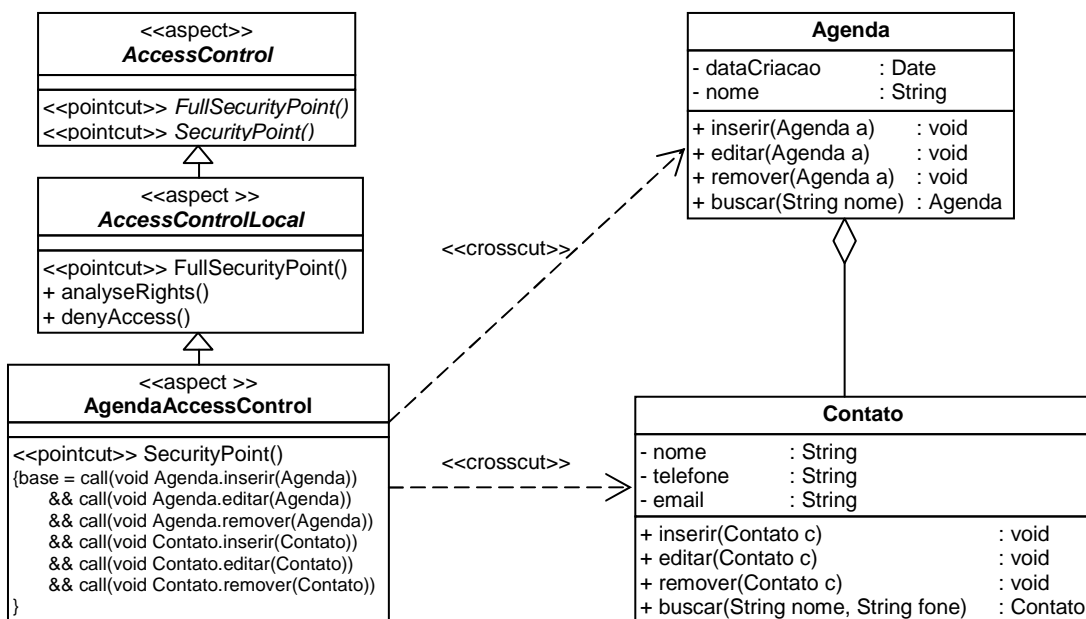 <<aspect>>
AccessControl
<<pointcut>> FullSecurityPoint()
<<pointcut>> SecurityPoint()
<<aspect >>
AccessControlLocal
<<pointcut>> FullSecurityPoint()
+ analyseRights()
+ denyAccess()
<<aspect >>
AgendaAccessControl
<<pointcut>> SecurityPoint()
{base = call(void Agenda.inserir(Agenda))
&& call(void Agenda.editar(Agenda))
&& call(void Agenda.remover(Agenda))
&& call(void Contato.inserir(Contato))
&& call(void Contato.editar(Contato))
&& call(void Contato.remover(Contato))
}
<<crosscut>>
<<crosscut>>
Agenda
- dataCriacao : Date
- nome : String
+ inserir(Agenda a) : void
+ editar(Agenda a) : void
+ remover(Agenda a) : void
+ buscar(String nome) : Agenda
Contato
- nome : String
- telefone : String
- email : String
+ inserir(Contato c) : void
+ editar(Contato c) : void
+ remover(Contato c) : void
+ buscar(String nome, String fone) : Contato